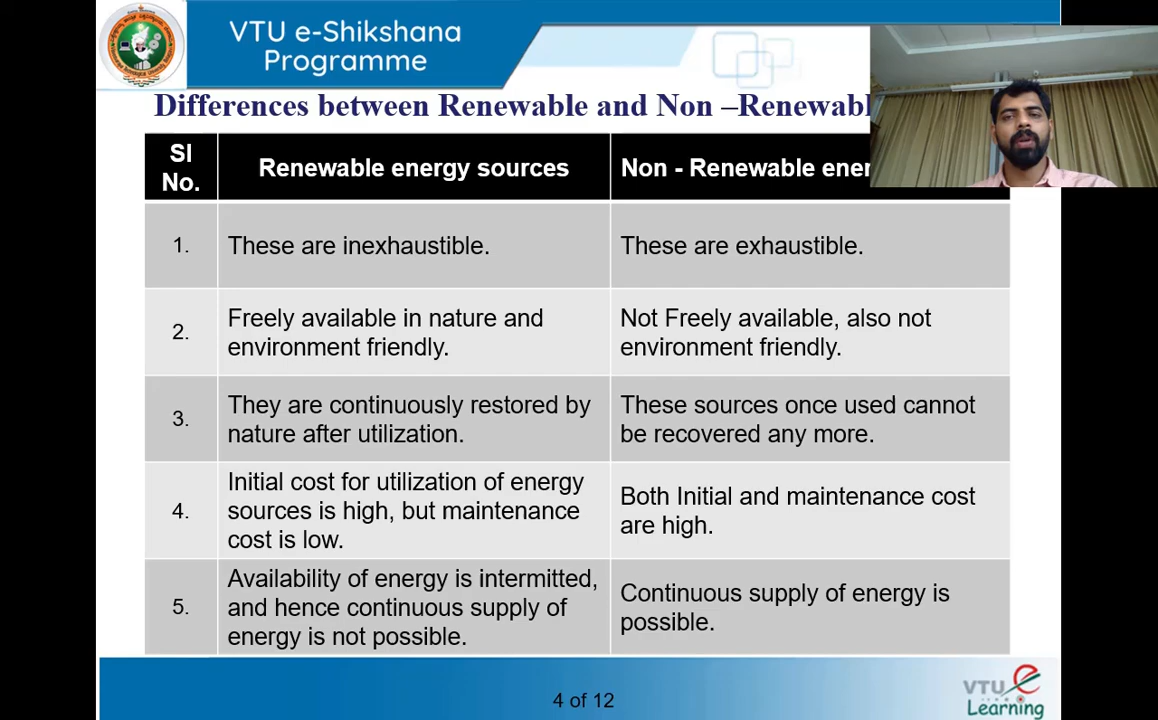 VTU e-Shikshana
Programme
Differences between Renewable and Non –Renewabl
Sl
No.
Renewable energy sources
Non - Renewable ener
1.
These are inexhaustible.
These are exhaustible.
2.
Freely available in nature and
environment friendly.
Not Freely available, also not
environment friendly.
3.
They are continuously restored by
nature after utilization.
These sources once used cannot
be recovered any more.
4.
Initial cost for utilization of energy
sources is high, but maintenance
cost is low.
Both Initial and maintenance cost
are high.
5.
Availability of energy is intermitted,
and hence continuous supply of
energy is not possible.
Continuous supply of energy is
possible.
4 of 12
VTU e
Learning